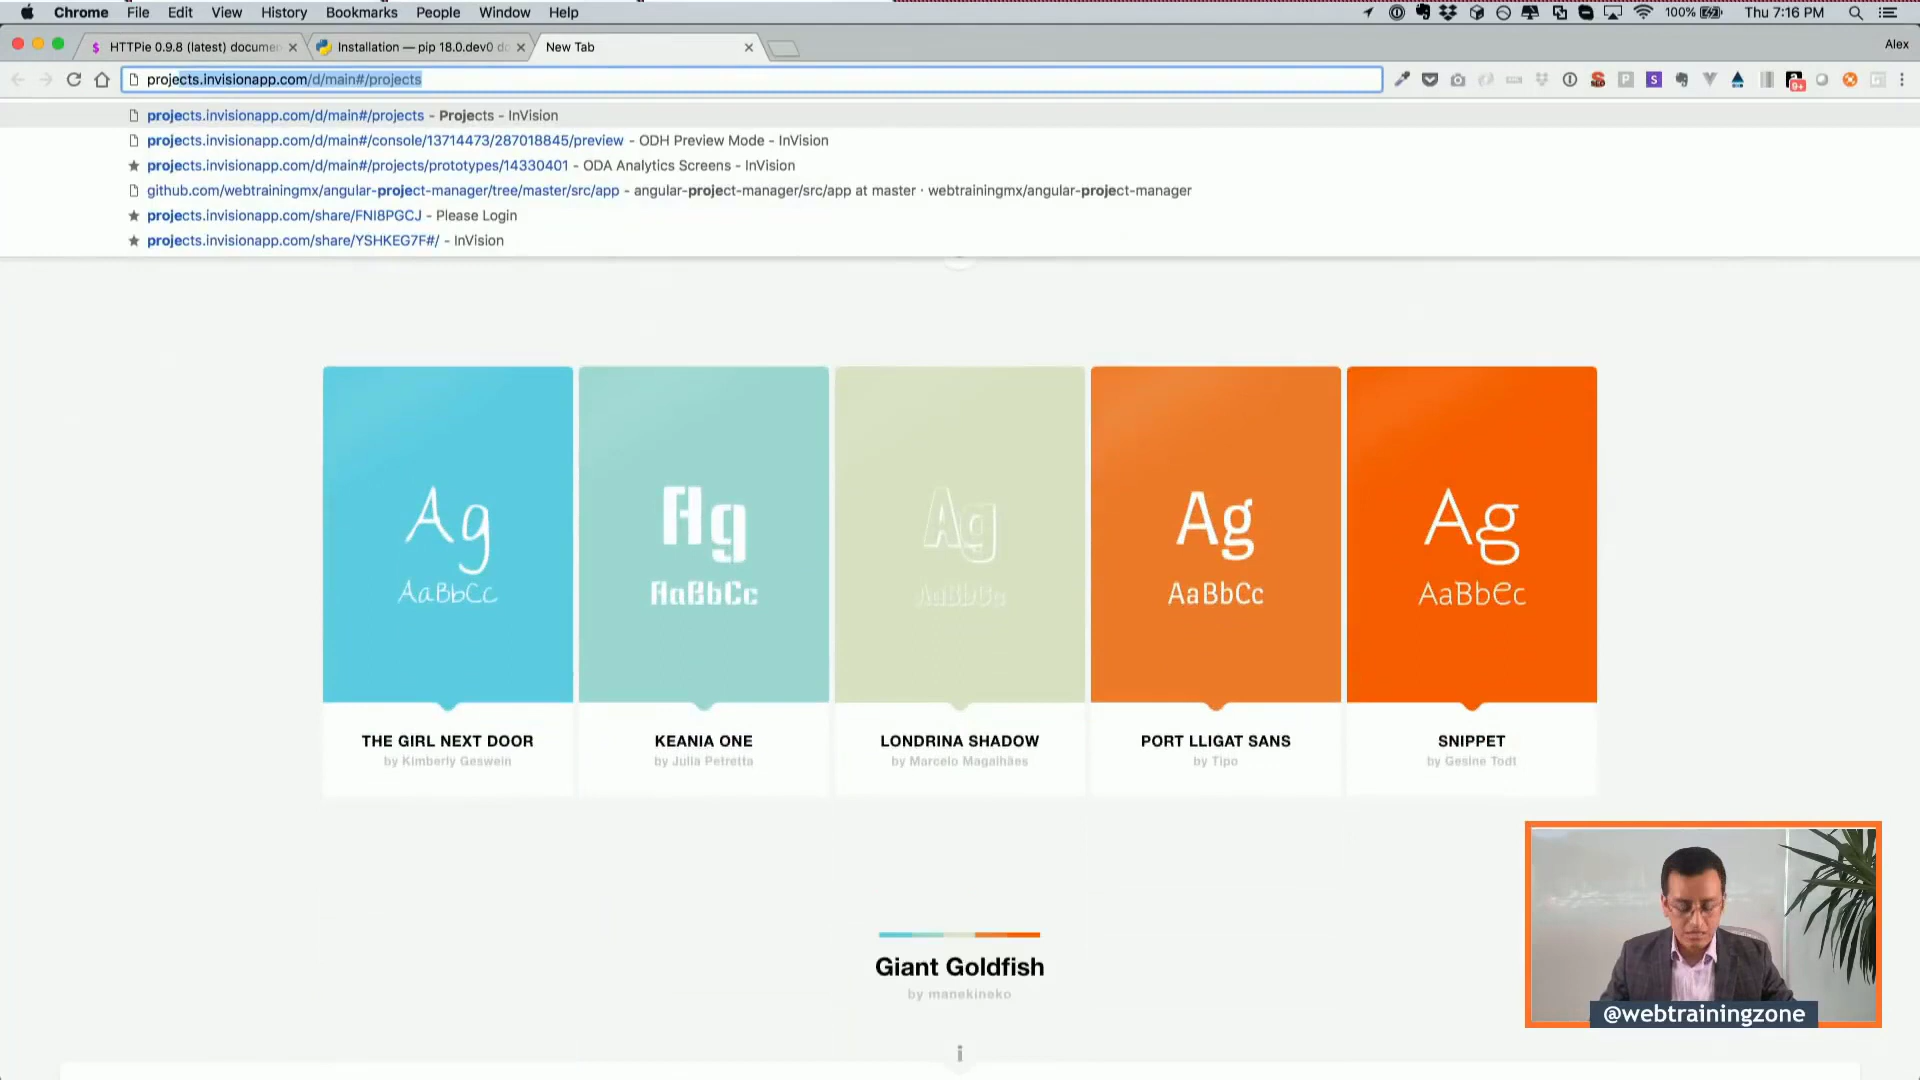 Chrome File Edit View History Bookmarks People Window Help 100% Thu 7:16 PM
$ HTTPie 0.9.8 (latest) docume Installation — pip 18.0.dev0 do New Tab Alex
projects.invisionapp.com/d/main#/projects
projects.invisionapp.com/d/main#/projects - Projects - InVision
projects.invisionapp.com/d/main#/console/13714473/287018845/preview - ODH Preview Mode - InVision
projects.invisionapp.com/d/main#/projects/prototypes/14330401 - ODA Analytics Screens - InVision
github.com/webtrainingmx/angular-project-manager/tree/master/src/app - angular-project-manager/src/app at master · webtrainingmx/angular-project-manager
projects.invisionapp.com/share/FNI8PGCJ - Please Login
projects.invisionapp.com/share/YSHKEG7F#/ - InVision
Ag Ag Ag Ag Ag
AaBbCc AaBbCc AaBbCc AaBbCc AaBbCc
THE GIRL NEXT DOOR KEANIA ONE LONDRINA SHADOW PORT LLIGAT SANS SNIPPET
by Kimberly Geswein by Julia Petretta by Marcelo Magalhães by Tipo by Gesine Todt
Giant Goldfish
by manekineko
i
@webtrainingzone